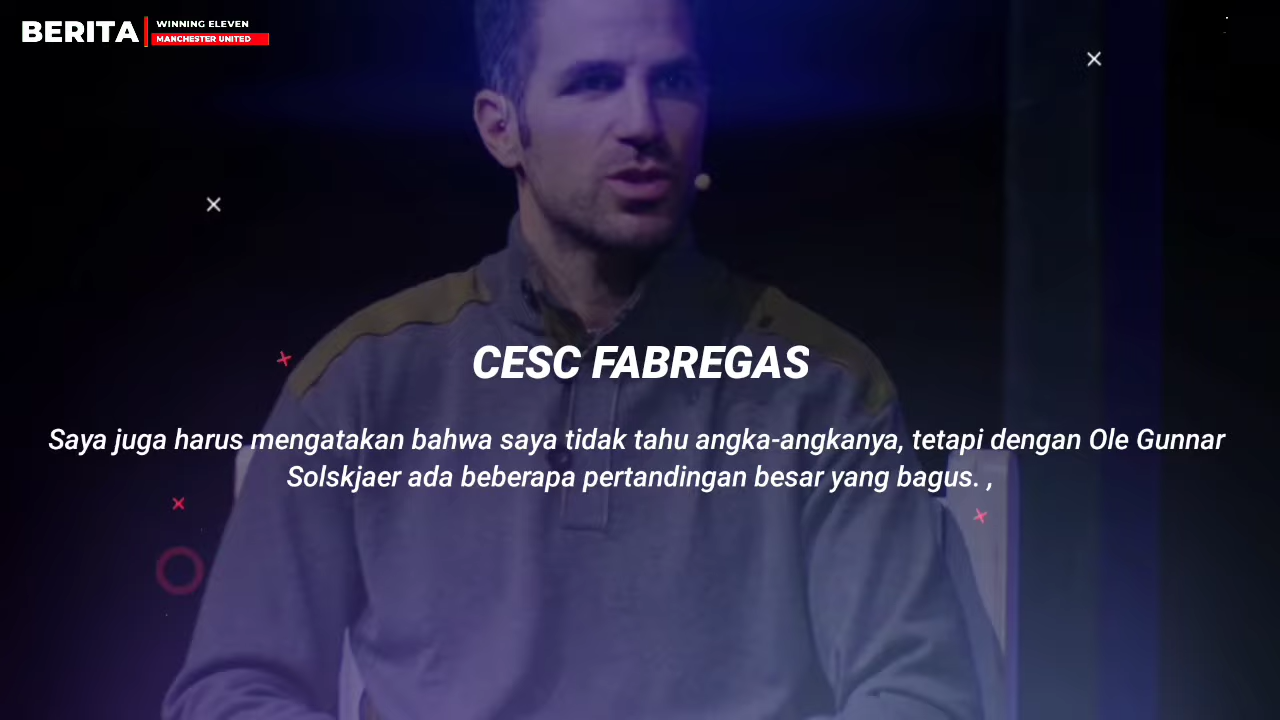 BERITA
WINNING ELEVEN
MANCHESTER UNITED
CESC FABREGAS
Saya juga harus mengatakan bahwa saya tidak tahu angka-angkanya, tetapi dengan Ole Gunnar
Solskjaer ada beberapa pertandingan besar yang bagus. ,